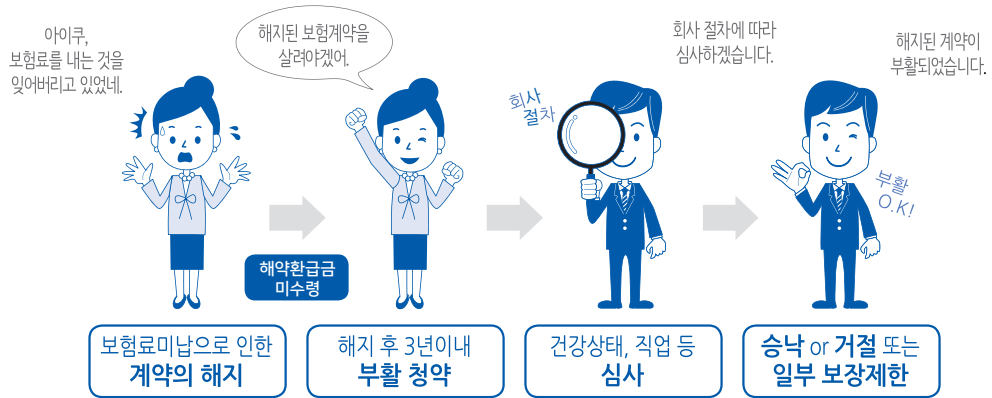 아이쿠,
보험료를 내는 것을
잊어버리고 있었네.
해지된 보험계약을
살려야겠어.
회사 절차에 따라
심사하겠습니다.
해지된 계약이
부활되었습니다.
회사
절차
부활
O.K!
해약환급금
미수령
보험료미납으로 인한
계약의 해지
해지 후 3년이내
부활 청약
건강상태, 직업 등
심사
승낙 or 거절 또는
일부 보장제한